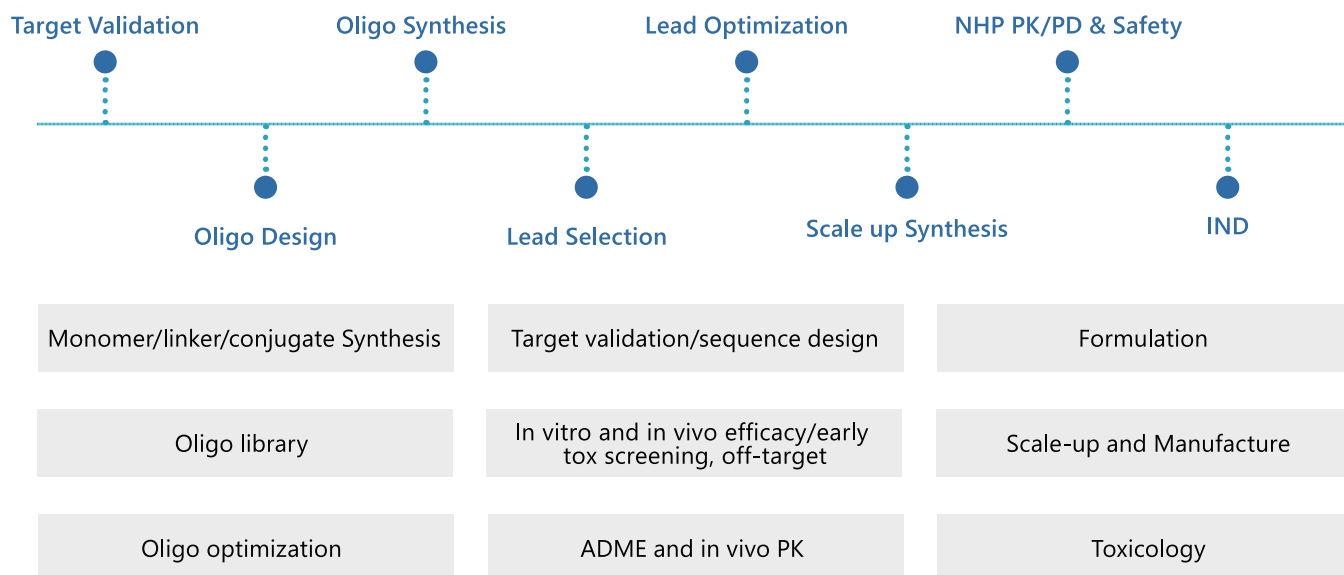 Target Validation
Oligo Synthesis
Lead Optimization
NHP PK/PD & Safety
Oligo Design
Lead Selection
Scale up Synthesis
IND
Monomer/linker/conjugate Synthesis
Target validation/sequence design
Formulation
Oligo library
In vitro and in vivo efficacy/early
tox screening, off-target
Scale-up and Manufacture
Oligo optimization
ADME and in vivo PK
Toxicology